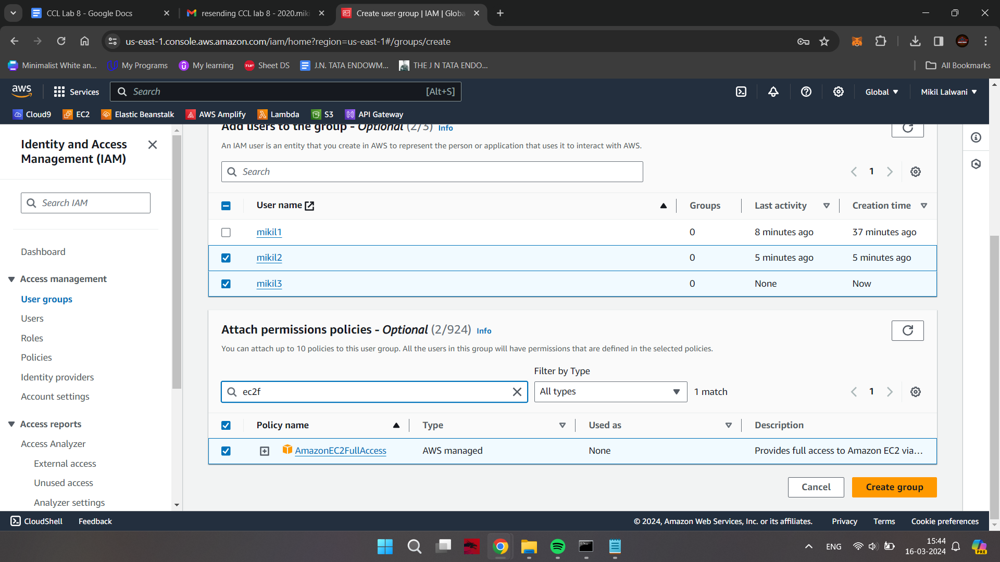 CCL Lab 8 - Google Docs
resending CCL lab 8 - 2020.miki
Create user group | IAM | Globa
us-east-1.console.aws.amazon.com/iam/home?region=us-east-1#/groups/create
Minimalist White an...
My Programs
My learning
TUF
Sheet DS
J.N. TATA ENDOWM...
THE J N TATA ENDO...
All Bookmarks
aws
Services
Search
[Alt+S]
Global
Mikil Lalwani
Cloud9
EC2
Elastic Beanstalk
AWS Amplify
Lambda
S3
API Gateway
Identity and Access
Management (IAM)
Search IAM
Dashboard
Access management
User groups
Users
Roles
Policies
Identity providers
Account settings
Access reports
Access Analyzer
External access
Unused access
Analyzer settings
Add users to the group - Optional (2/3) Info
An IAM user is an entity that you create in AWS to represent the person or application that uses it to interact with AWS.
Search
1
User name Groups Last activity Creation time
mikil1 0 8 minutes ago 37 minutes ago
mikil2 0 5 minutes ago 5 minutes ago
mikil3 0 None Now
Attach permissions policies - Optional (2/924) Info
You can attach up to 10 policies to this user group. All the users in this group will have permissions that are defined in the selected policies.
Filter by Type
ec2f
All types
1 match
1
Policy name Type Used as Description
AmazonEC2FullAccess AWS managed None Provides full access to Amazon EC2 via...
Cancel
Create group
CloudShell
Feedback
© 2024, Amazon Web Services, Inc. or its affiliates.
Privacy
Terms
Cookie preferences
ENG
15:44
16-03-2024
PRE